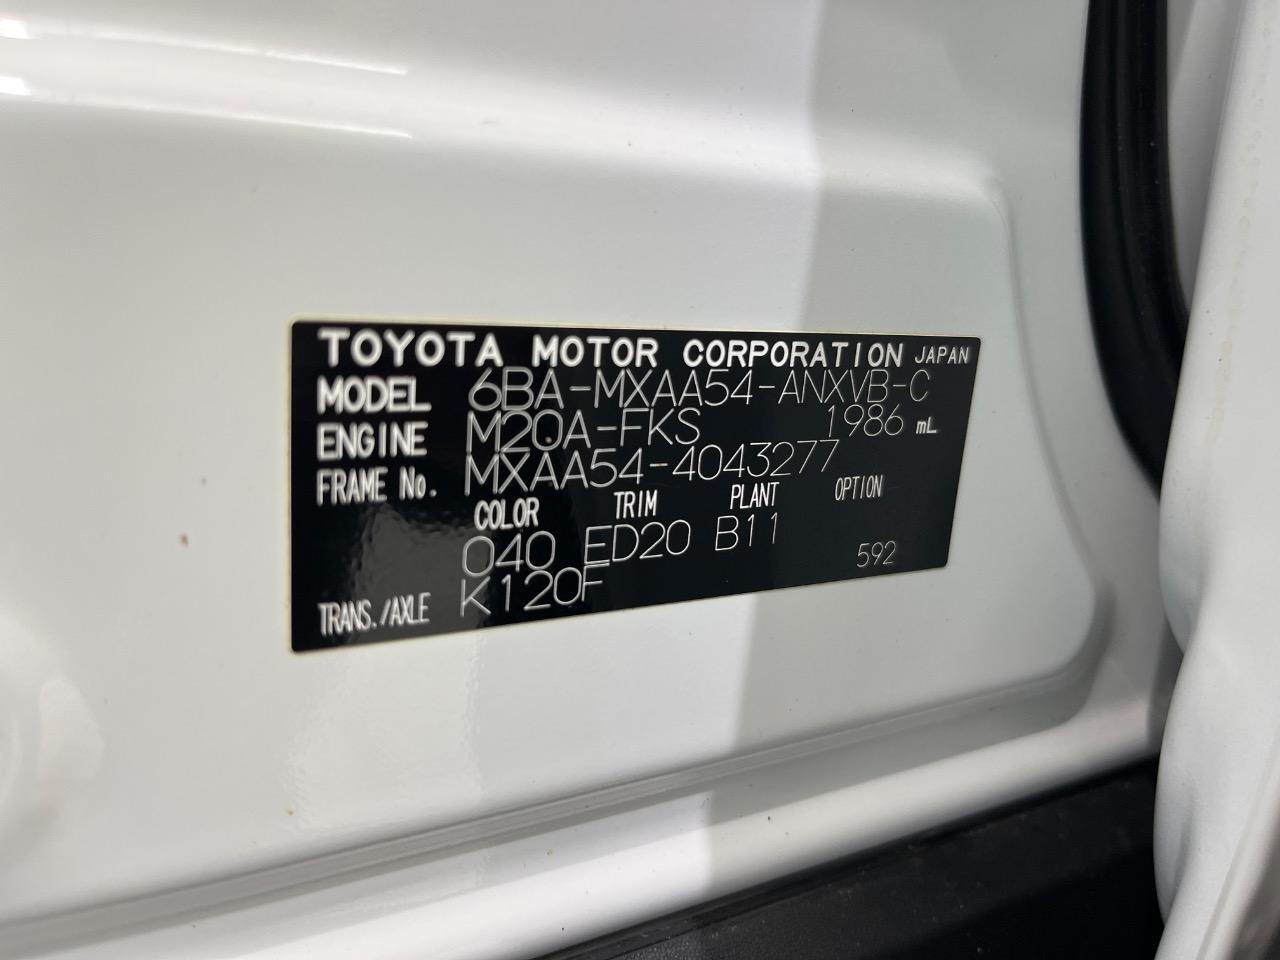 TOYOTA MOTOR CORPORATION JAPAN
MODEL 6BA-MXAA54-ANXVB-C
ENGINE M20A-FKS 1986 mL
FRAME No. MXAA54-4043277
COLOR TRIM PLANT OPTION
040 ED20 B11 592
TRANS./AXLE K120F